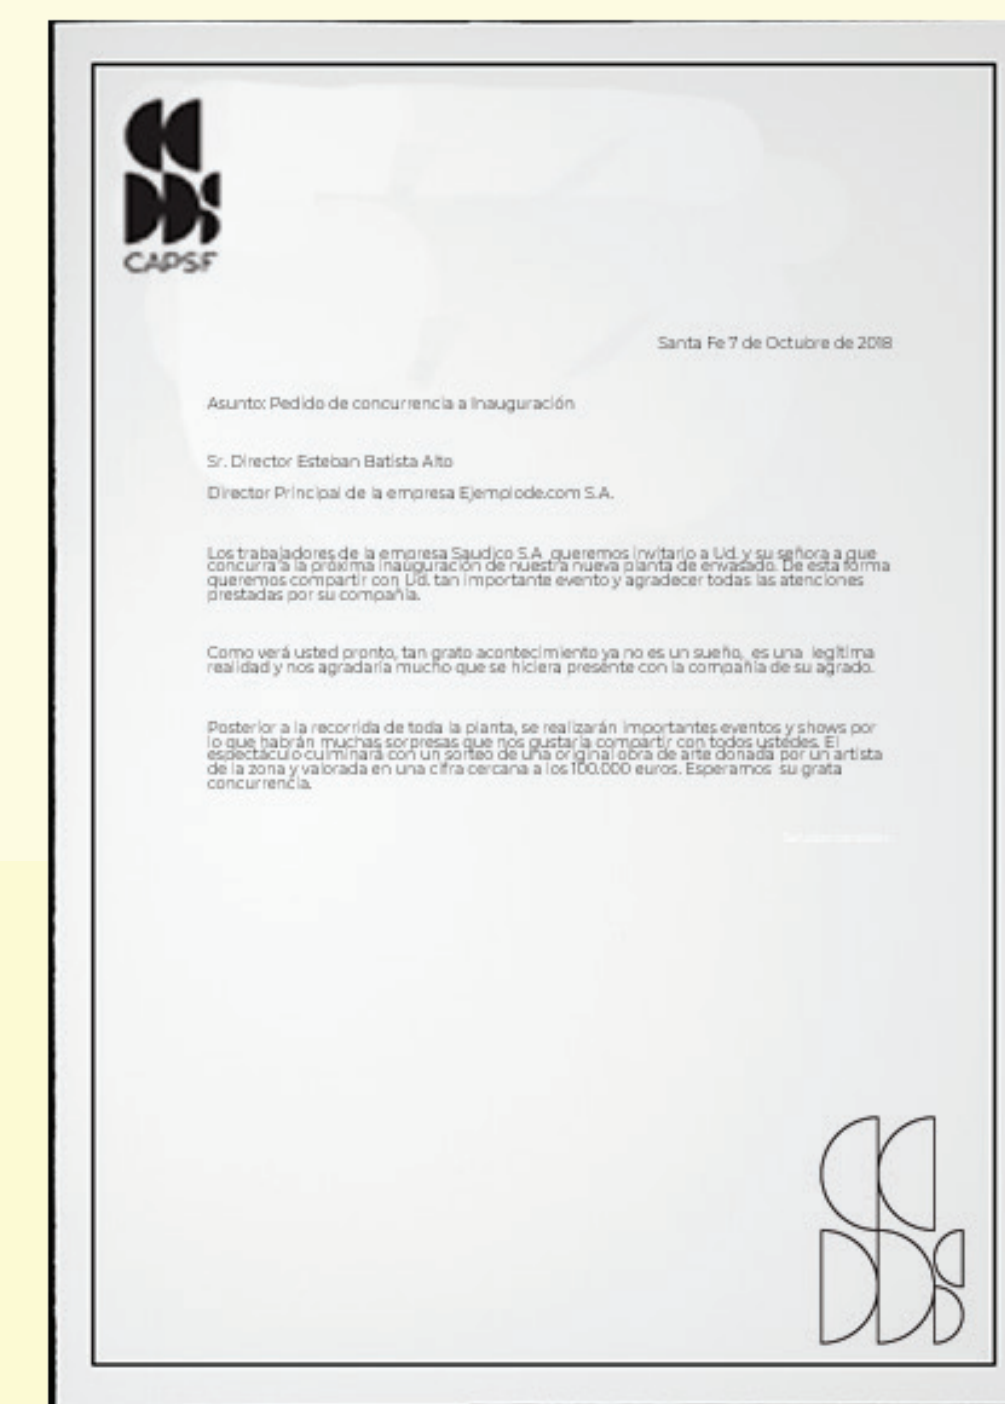 CAPSF
Santa Fe 7 de Octubre de 2018
Asunto: Pedido de concurrencia a Inauguración
Sr. Director Esteban Batista Alto
Director Principal de la empresa Ejemplode.com S.A.
Los trabajadores de la empresa Saudico S.A queremos invitarlo a Ud. y su señora a que
concurra a la próxima inauguración de nuestra nueva planta de envasado. De esta forma
queremos compartir con Ud. tan importante evento y agradecer todas las atenciones
prestadas por su compañía.
Como verá usted pronto, tan grato acontecimiento ya no es un sueño, es una legítima
realidad y nos agradaría mucho que se hiciera presente con la compañía de su agrado.
Posterior a la recorrida de toda la planta, se realizarán importantes eventos y shows por
lo que habrán muchas sorpresas que nos gustaría compartir con todos ustedes. El
espectáculo culminará con un sorteo de una original obra de arte donada por un artista
de la zona y valorada en una cifra cercana a los 100.000 euros. Esperamos su grata
concurrencia.